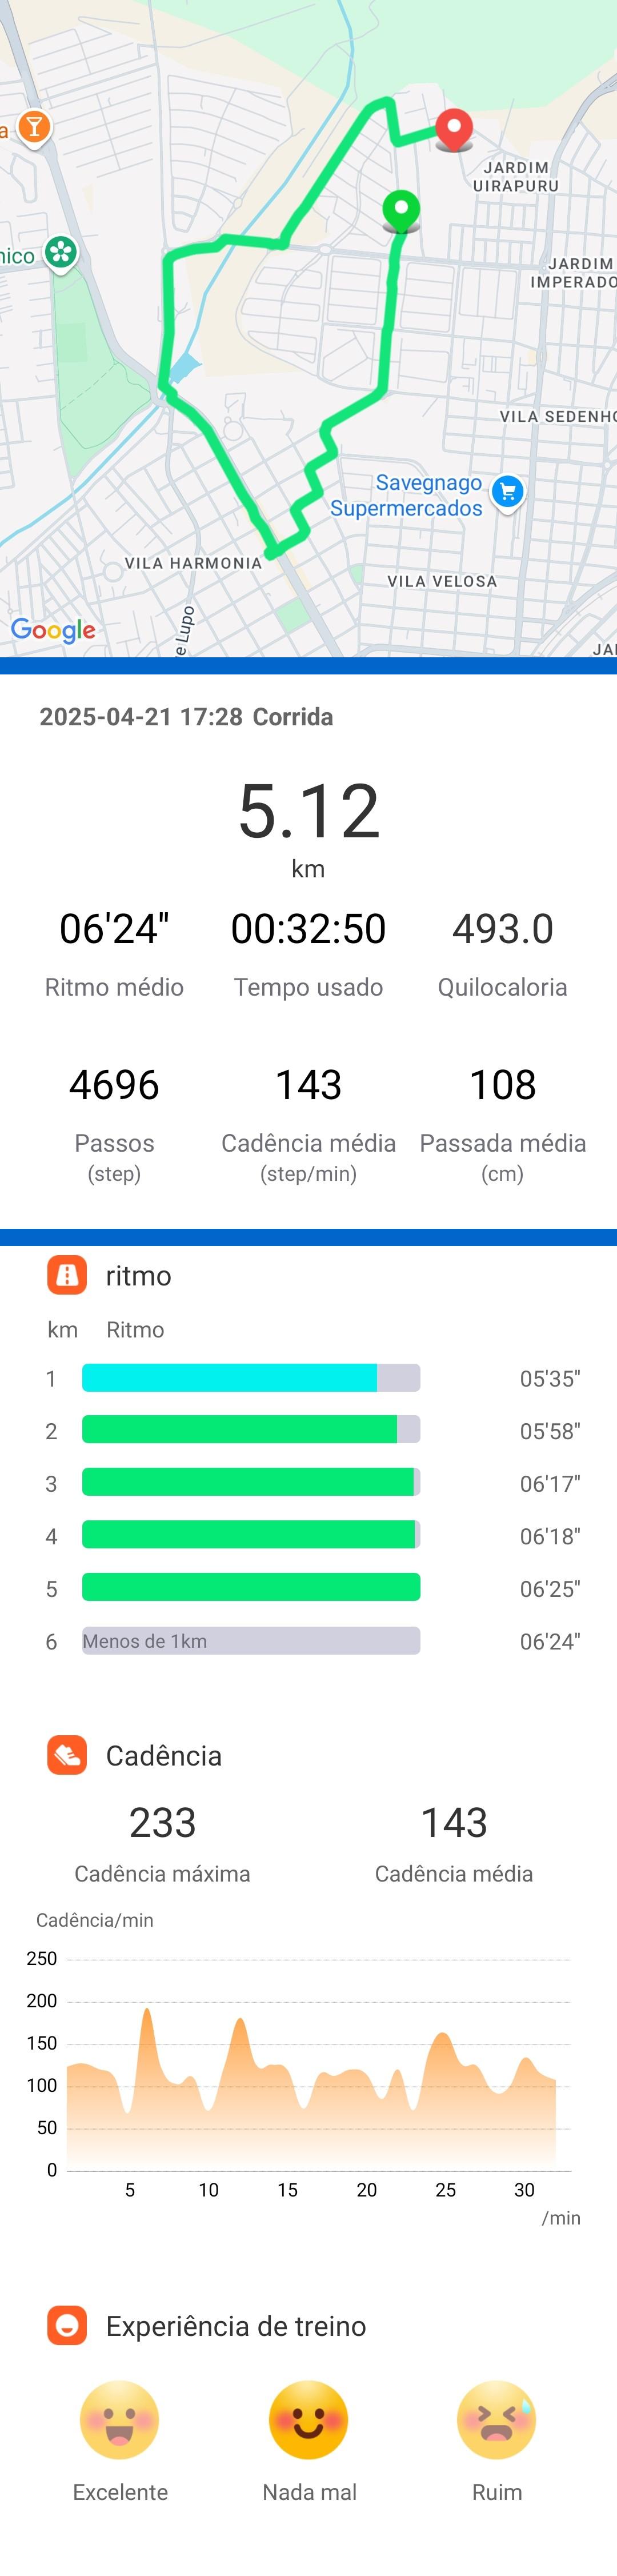 a
JARDIM
UIRAPURU
nico
JARDIM
IMPERADO
VILA SEDENHO
Savegnago
Supermercados
VILA HARMONIA
VILA VELOSA
e Lupo
Google
JA
2025-04-21 17:28 Corrida
5.12
km
06'24" 00:32:50 493.0
Ritmo médio Tempo usado Quilocaloria
4696 143 108
Passos Cadência média Passada média
(step) (step/min) (cm)
ritmo
km Ritmo
1 05'35"
2 05'58"
3 06'17"
4 06'18"
5 06'25"
6 Menos de 1km 06'24"
Cadência
233 143
Cadência máxima Cadência média
Cadência/min
250
200
150
100
50
0
5 10 15 20 25 30
/min
Experiência de treino
Excelente Nada mal Ruim